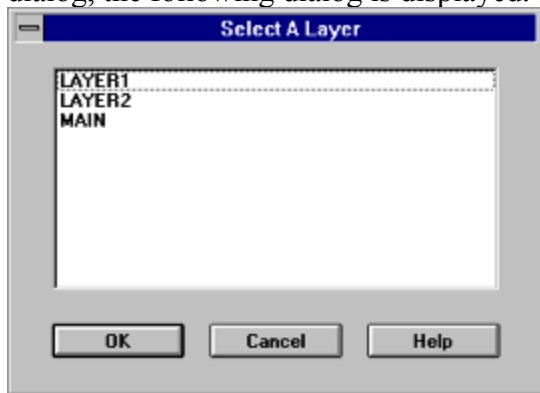 dialog, the following dialog is displayed.
Select A Layer
LAYER1
LAYER2
MAIN
OK Cancel Help